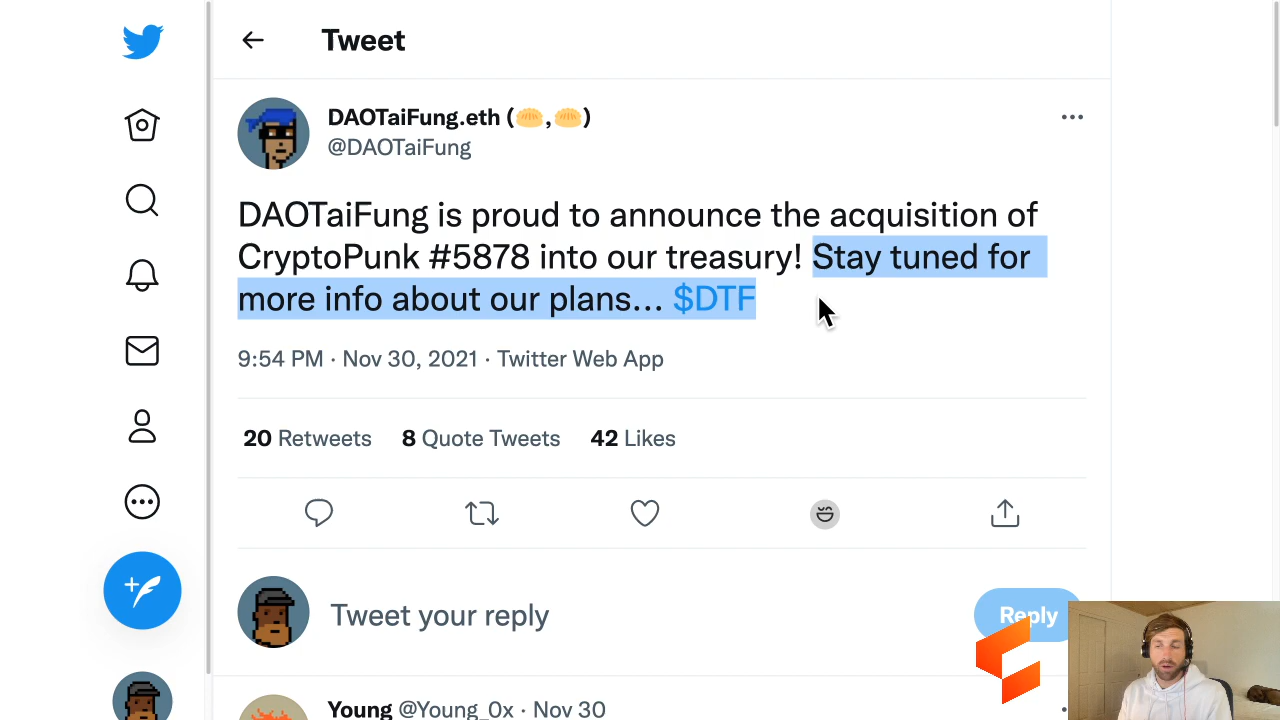 Tweet
DAOTaiFung.eth (🥟,🥟)
@DAOTaiFung
DAOTaiFung is proud to announce the acquisition of
CryptoPunk #5878 into our treasury! Stay tuned for
more info about our plans… $DTF
9:54 PM · Nov 30, 2021 · Twitter Web App
20 Retweets 8 Quote Tweets 42 Likes
Tweet your reply
Reply
Young @Young_0x · Nov 30